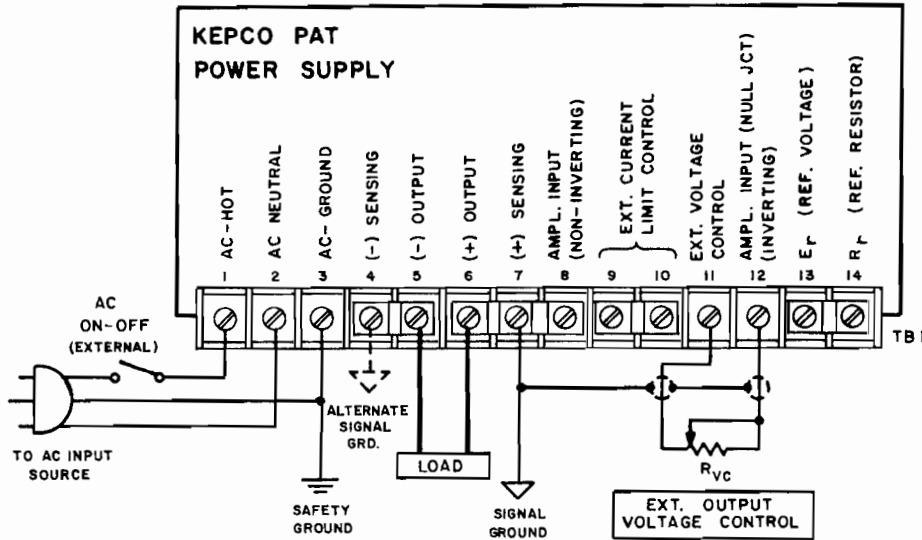 KEPCO PAT
POWER SUPPLY
AC-HOT
AC NEUTRAL
AC-GROUND
(-) SENSING
(-) OUTPUT
(+) OUTPUT
(+) SENSING
AMPL. INPUT
(NON-INVERTING)
EXT. CURRENT
LIMIT CONTROL
EXT. VOLTAGE
CONTROL
AMPL. INPUT (NULL JCT)
(INVERTING)
Er (REF. VOLTAGE)
Rr (REF. RESISTOR)
1 2 3 4 5 6 7 8 9 10 11 12 13 14
TB1
AC
ON-OFF
(EXTERNAL)
TO AC INPUT
SOURCE
ALTERNATE
SIGNAL
GRD.
LOAD
SAFETY
GROUND
SIGNAL
GROUND
RVC
EXT. OUTPUT
VOLTAGE CONTROL